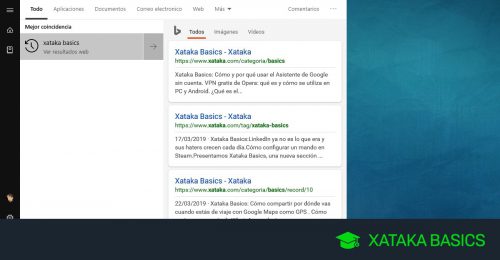 Todo Aplicaciones Documentos Correo electrónico Web Más Comentarios ...
Mejor coincidencia
xataka basics
Ver resultados web
Todos Imágenes Vídeos
Xataka Basics - Xataka
https://www.xataka.com/categoria/basics
Xataka Basics: Cómo y por qué usar el Asistente de Google
sin cuenta. VPN gratis de Opera: qué es y cómo se utiliza en
PC y Android. ¿Qué es el...
Xataka Basics - Xataka
https://www.xataka.com/tag/xataka-basics
17/03/2019 · Xataka Basics:LinkedIn ya no es lo que era y
sus haters crecen cada día.Cómo configurar un mando en
Steam.Presentamos Xataka Basics, una nueva sección ...
Xataka Basics - Xataka
https://www.xataka.com/categoria/basics/record/10
22/03/2019 · Xataka Basics: Cómo compartir por dónde vas
cuando estás de viaje con Google Maps como GPS . Cómo
XATAKA BASICS